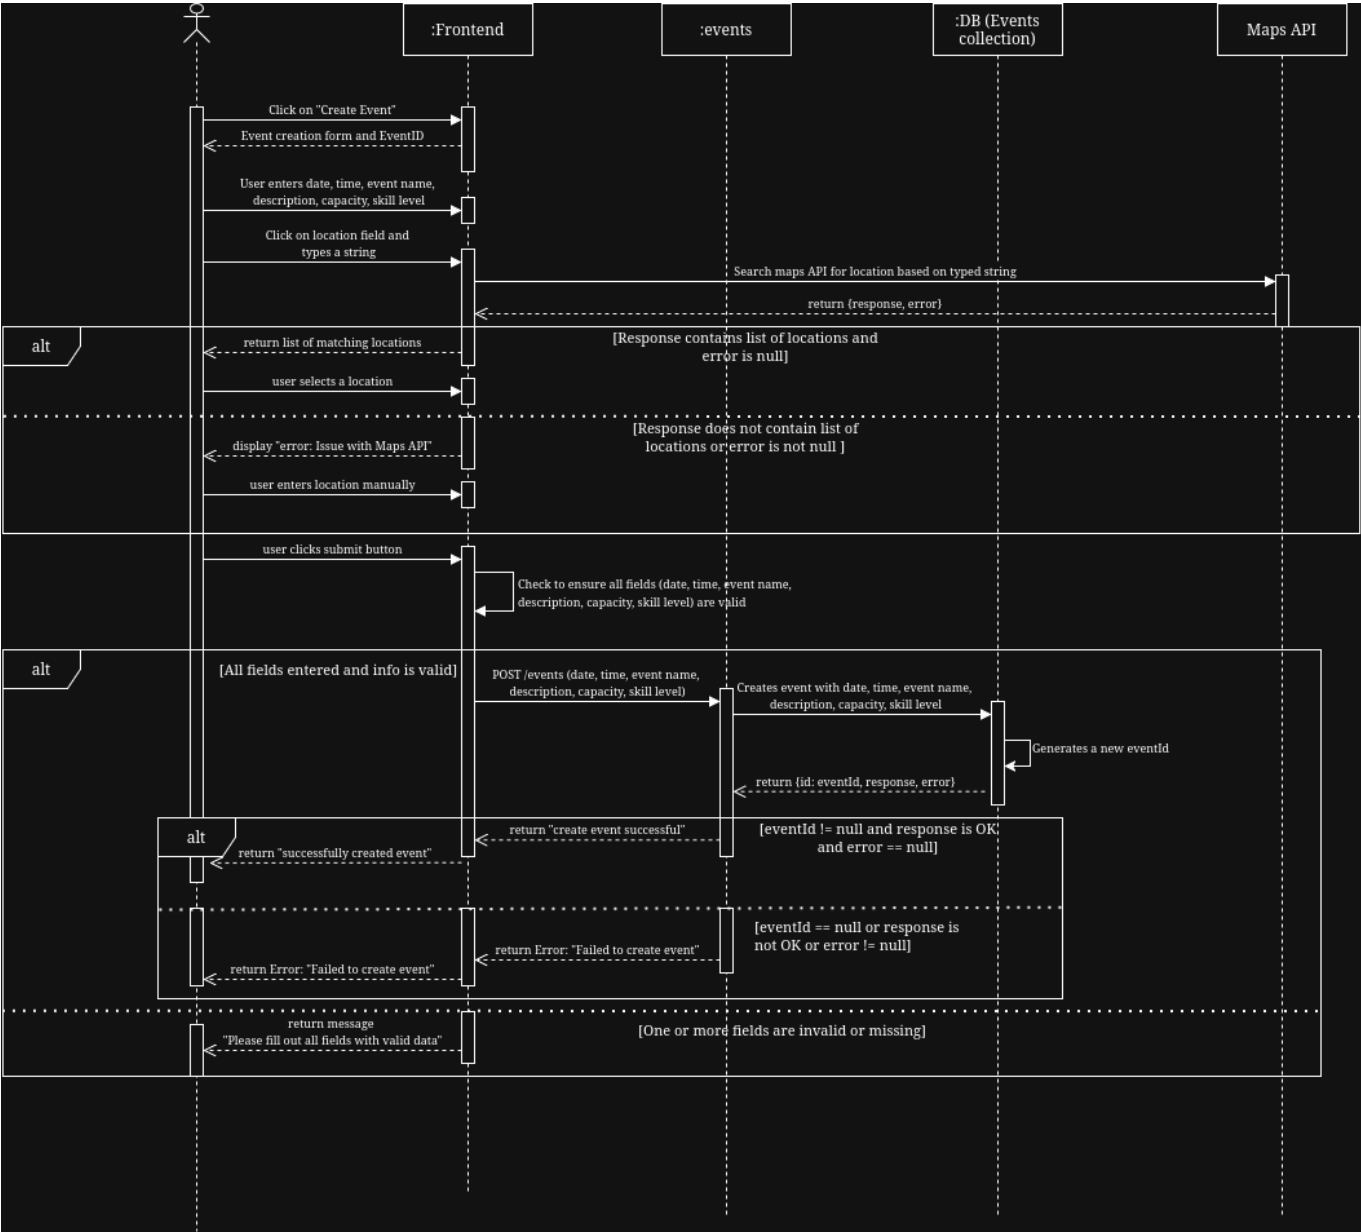 :Frontend
:events
:DB (Events
collection)
Maps API
Click on "Create Event"
Event creation form and EventID
User enters date, time, event name,
description, capacity, skill level
Click on location field and
types a string
Search maps API for location based on typed string
return {response, error}
alt
[Response contains list of locations and
error is null]
return list of matching locations
user selects a location
[Response does not contain list of
locations or error is not null ]
display "error: Issue with Maps API"
user enters location manually
user clicks submit button
Check to ensure all fields (date, time, event name,
description, capacity, skill level) are valid
alt
[All fields entered and info is valid]
POST /events (date, time, event name,
description, capacity, skill level)
Creates event with date, time, event name,
description, capacity, skill level
Generates a new eventId
return {id: eventId, response, error}
alt
return "create event successful"
[eventId != null and response is OK
and error == null]
return "successfully created event"
[eventId == null or response is
not OK or error != null]
return Error: "Failed to create event"
return Error: "Failed to create event"
return message
"Please fill out all fields with valid data"
[One or more fields are invalid or missing]